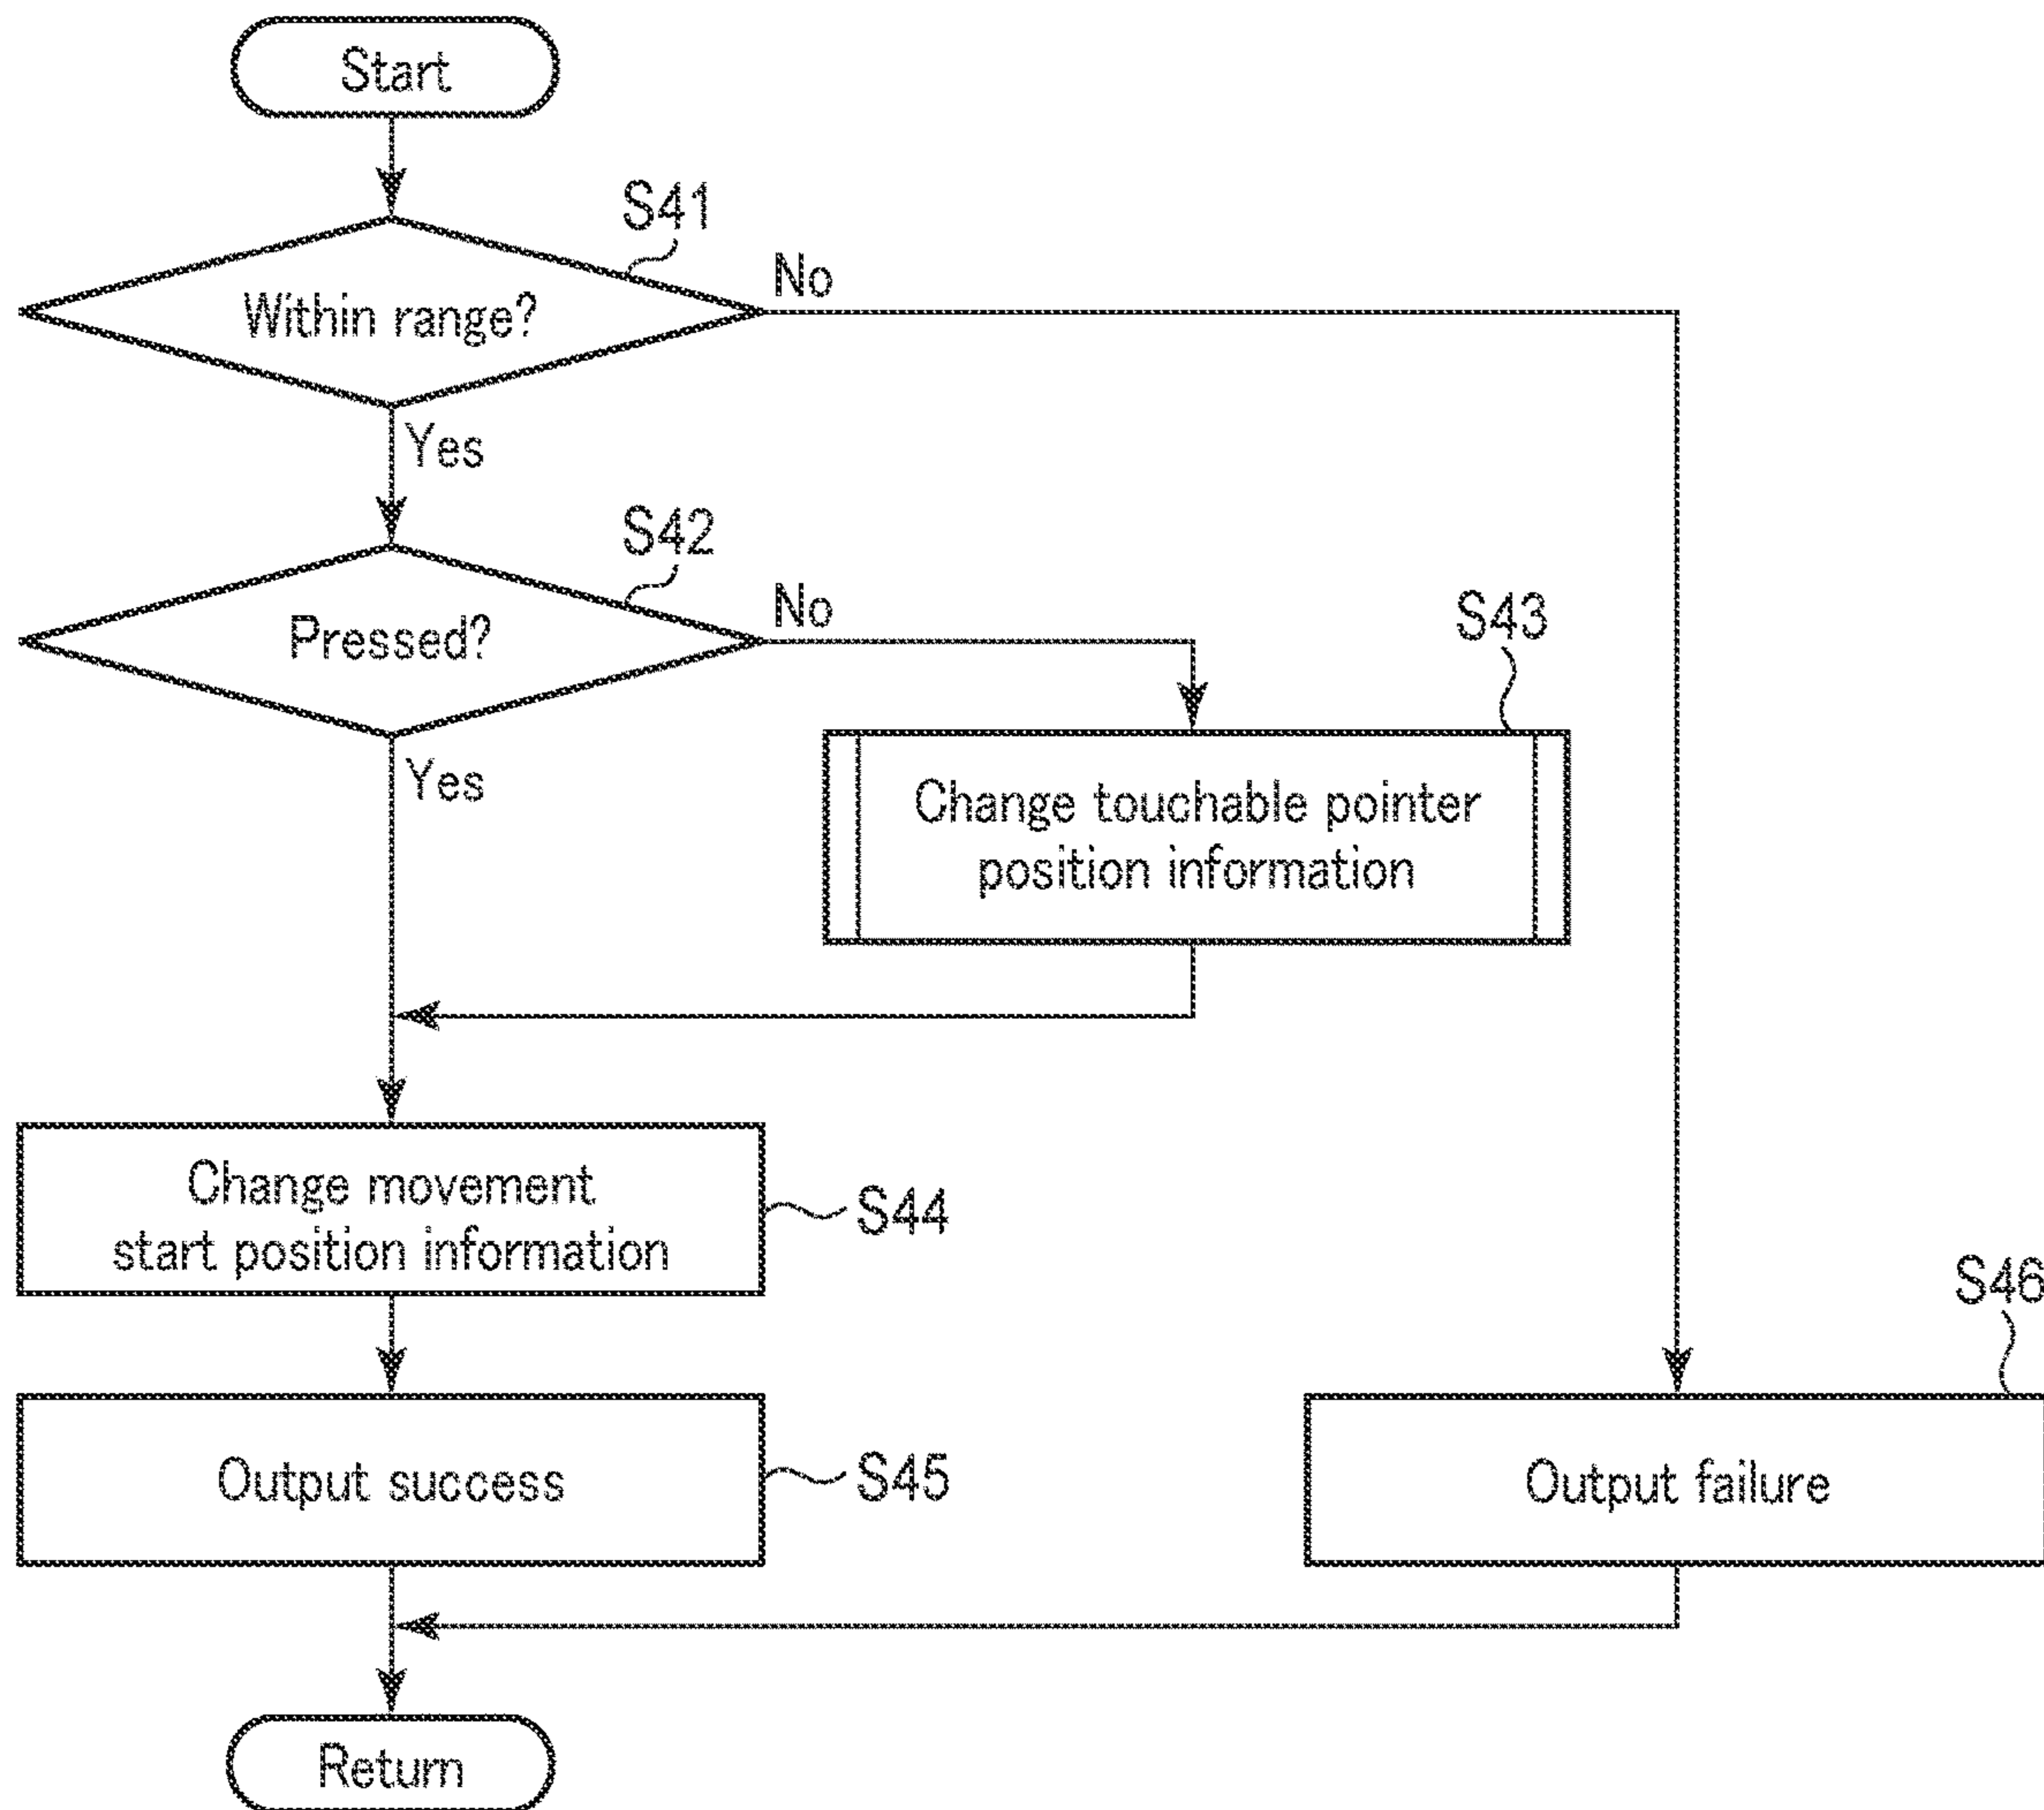 Start
S41
Within range?
No
Yes
S42
Pressed?
No
Yes
S43
Change touchable pointer
position information
Change movement
start position information
S44
S46
Output success
S45
Output failure
Return